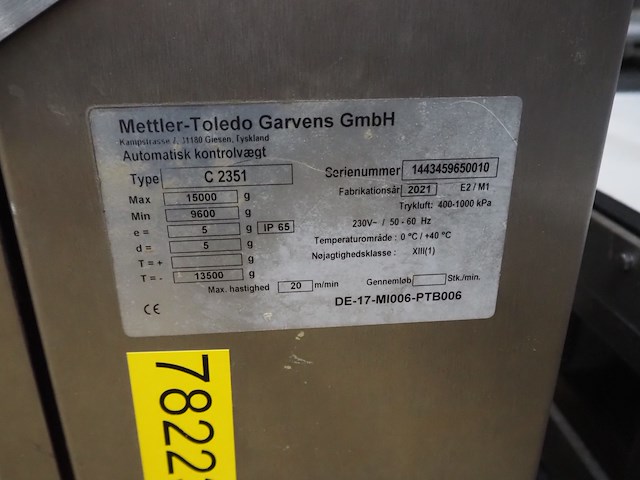 Mettler-Toledo Garvens GmbH
Kampstrasse 7, 31180 Giesen, Tyskland
Automatisk kontrolvægt
Type C 2351
Serienummer 1443459650010
Max 15000 g
Fabrikationsår 2021 E2 / M1
Min 9600 g
Trykluft: 400-1000 kPa
e = 5 g IP 65
230V~ / 50 - 60 Hz
d = 5 g
Temperaturområde : 0 °C / +40 °C
T = + g
Nøjagtighedsklasse : XIII(1)
T = - 13500 g
Max. hastighed 20 m/min
Gennemløb Stk./min.
CE
DE-17-MI006-PTB006
7822